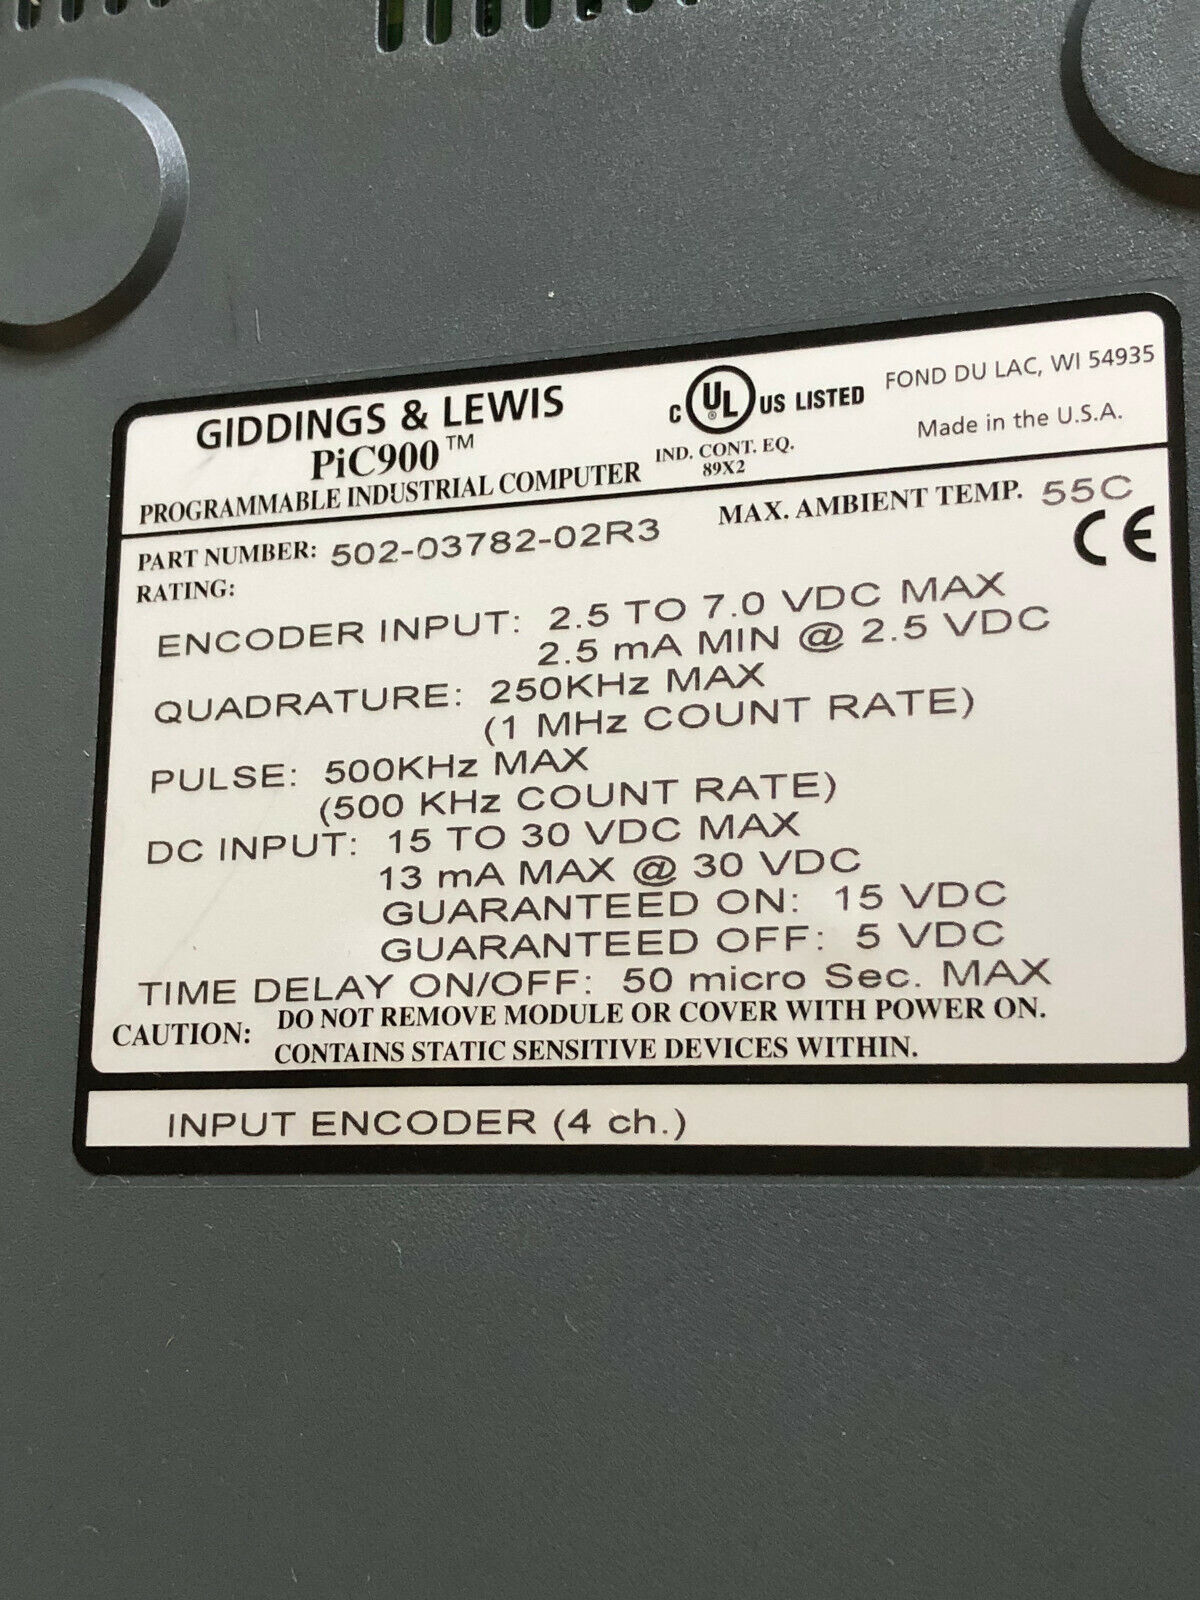 GIDDINGS & LEWIS
PiC900™
PROGRAMMABLE INDUSTRIAL COMPUTER
C UL® US LISTED
IND. CONT. EQ.
89X2
FOND DU LAC, WI 54935
Made in the U.S.A.
PART NUMBER: 502-03782-02R3
MAX. AMBIENT TEMP. 55C
CE
RATING:
ENCODER INPUT: 2.5 TO 7.0 VDC MAX
2.5 mA MIN @ 2.5 VDC
QUADRATURE: 250KHz MAX
(1 MHz COUNT RATE)
PULSE: 500KHz MAX
(500 KHz COUNT RATE)
DC INPUT: 15 TO 30 VDC MAX
13 mA MAX @ 30 VDC
GUARANTEED ON: 15 VDC
GUARANTEED OFF: 5 VDC
TIME DELAY ON/OFF: 50 micro Sec. MAX
CAUTION: DO NOT REMOVE MODULE OR COVER WITH POWER ON.
CONTAINS STATIC SENSITIVE DEVICES WITHIN.
INPUT ENCODER (4 ch.)